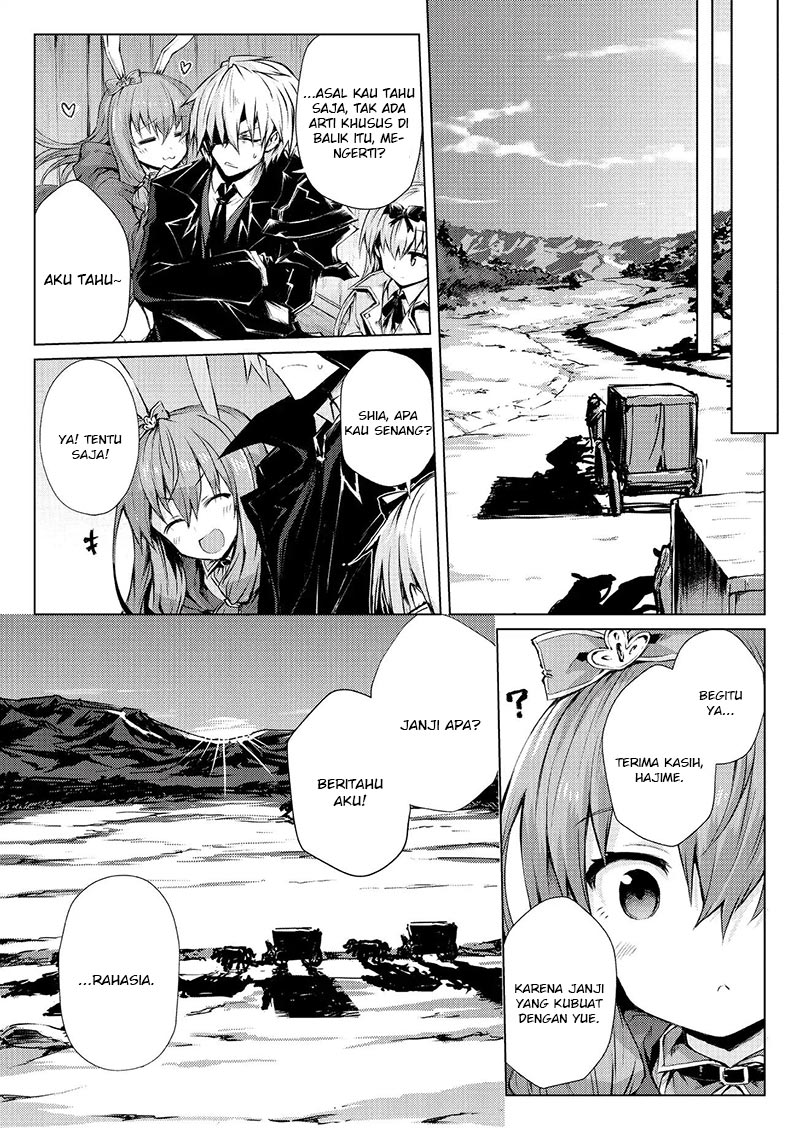 ...ASAL KAU TAHU
SAJA, TAK ADA
ARTI KHUSUS DI
BALIK ITU, ME-
NGERTI?
AKU TAHU~
SHIA, APA
KAU SENANG?
YA! TENTU
SAJA!
BEGITU
YA...
TERIMA KASIH,
HAJIME.
?
KARENA JANJI
YANG KUBUAT
DENGAN YUE.
JANJI APA?
BERITAHU
AKU!
...RAHASIA.